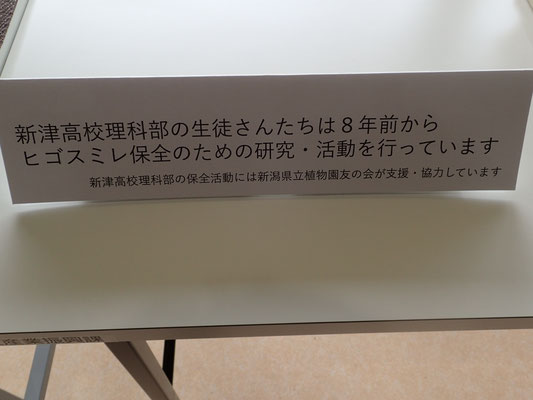 新津高校理科部の生徒さんたちは８年前から
ヒゴスミレ保全のための研究・活動を行っています
新津高校理科部の保全活動には新潟県立植物園友の会が支援・協力しています